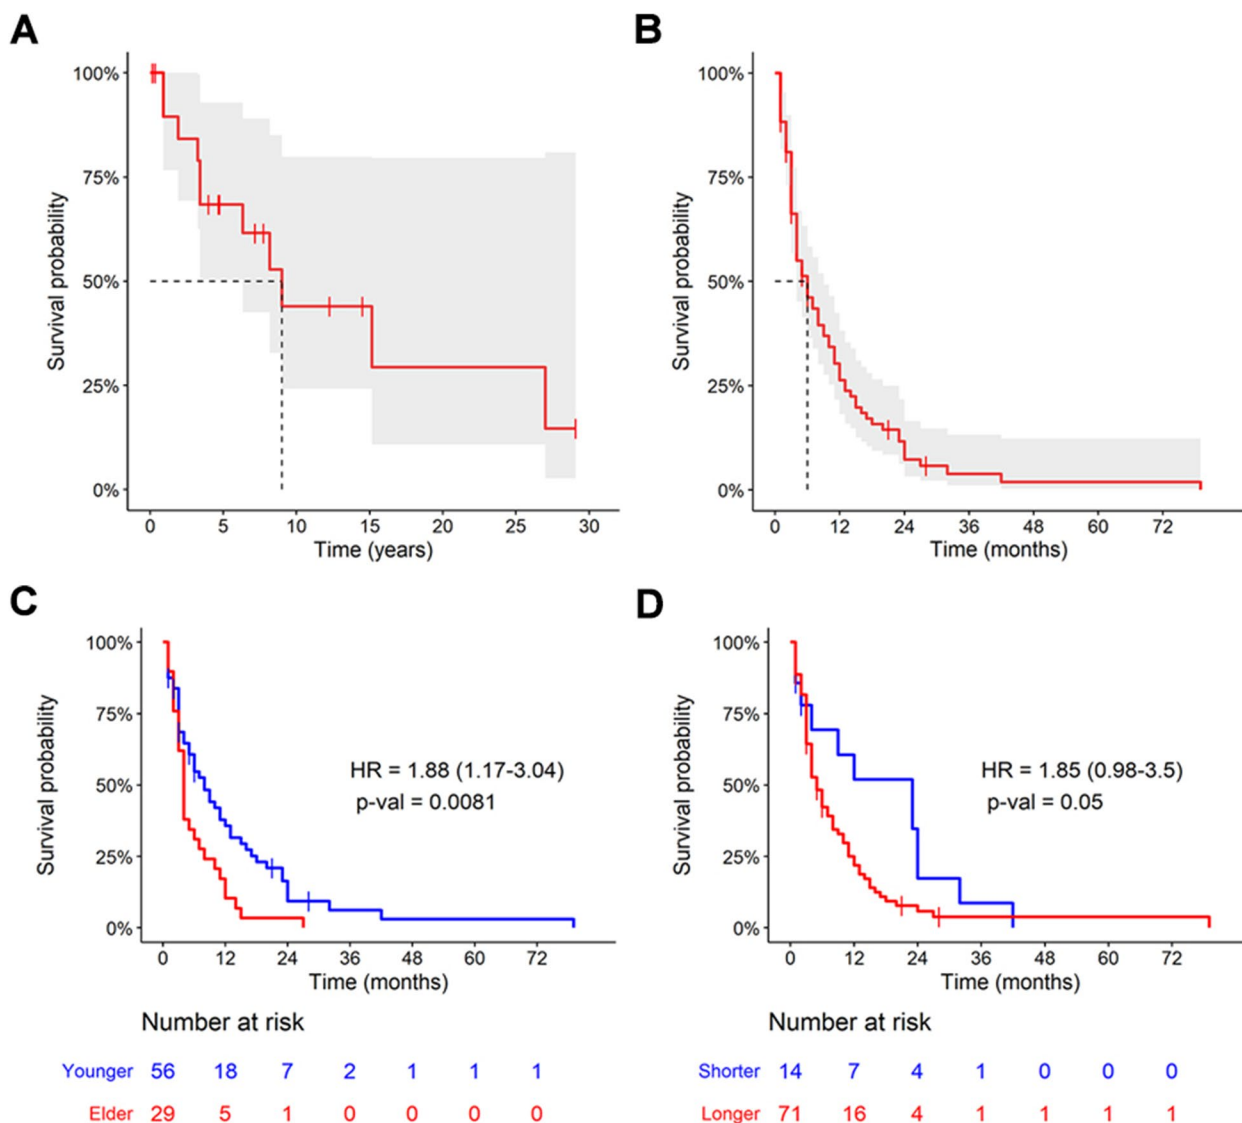 A
B
100%
75%
50%
25%
0%
Survival probability
0 5 10 15 20 25 30
Time (years)
100%
75%
50%
25%
0%
Survival probability
0 12 24 36 48 60 72
Time (months)
C
D
100%
75%
50%
25%
0%
Survival probability
HR = 1.88 (1.17-3.04)
p-val = 0.0081
0 12 24 36 48 60 72
Time (months)
Number at risk
Younger 56 18 7 2 1 1 1
Elder 29 5 1 0 0 0 0
100%
75%
50%
25%
0%
Survival probability
HR = 1.85 (0.98-3.5)
p-val = 0.05
0 12 24 36 48 60 72
Time (months)
Number at risk
Shorter 14 7 4 1 0 0 0
Longer 71 16 4 1 1 1 1